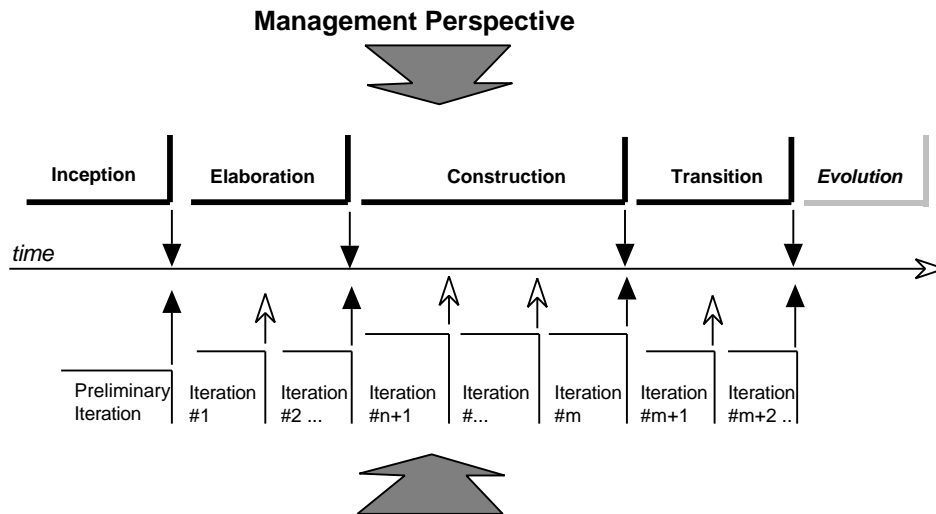 Management Perspective
Inception
Elaboration
Construction
Transition
Evolution
time
Preliminary
Iteration
Iteration
#1
Iteration
#2 ...
Iteration
#n+1
Iteration
#...
Iteration
#m
Iteration
#m+1
Iteration
#m+2 ..